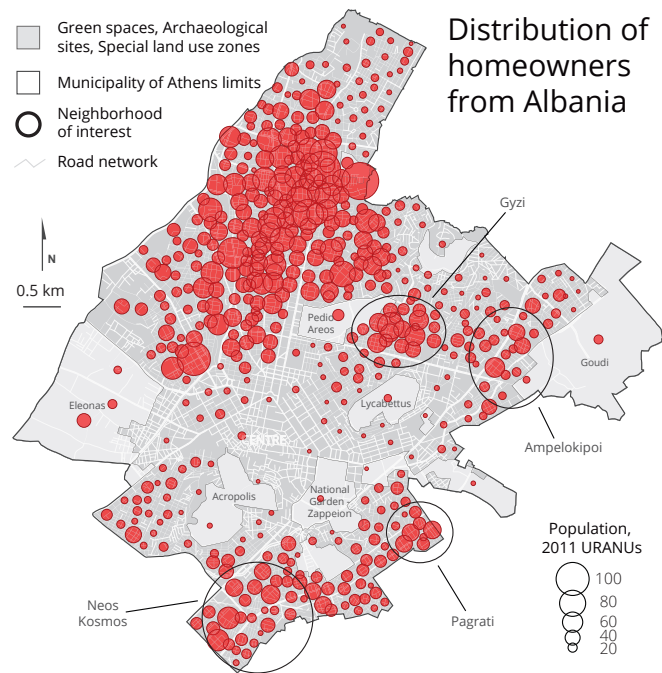 Green spaces, Archaeological
sites, Special land use zones
Municipality of Athens limits
Neighborhood
of interest
Road network
Distribution of
homeowners
from Albania
N
0.5 km
Gyzi
Pedio
Areos
Goudi
Eleonas
Lycabettus
Ampelokipoi
CENTRE
Acropolis
National
Garden -
Zappeion
Neos
Kosmos
Pagrati
Population,
2011 URANUs
100
80
60
40
20